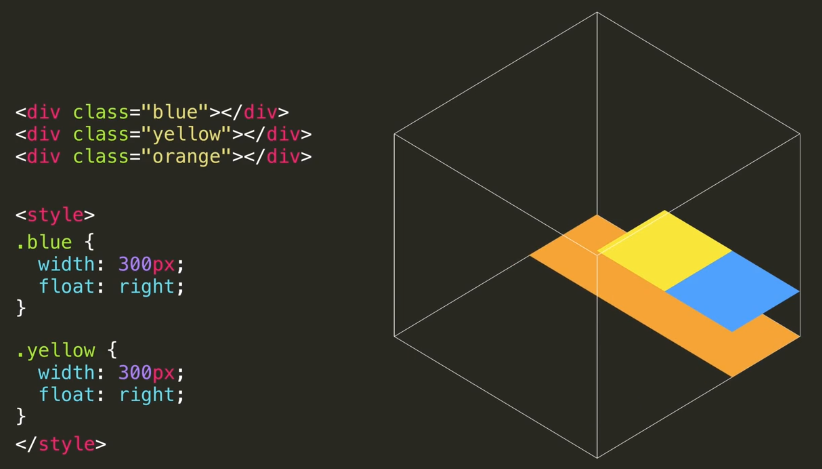 <div class="blue"></div>
<div class="yellow"></div>
<div class="orange"></div>
<style>
.blue {
  width: 300px;
  float: right;
}
.yellow {
  width: 300px;
  float: right;
}
</style>